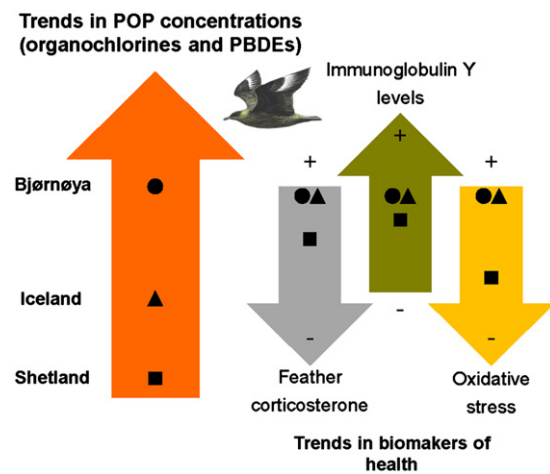 Trends in POP concentrations
(organochlorines and PBDEs)
Immunoglobulin Y
levels
+
+
+
Bjørnøya
Iceland
-
-
-
Shetland
Feather
corticosterone
Oxidative
stress
Trends in biomakers of
health